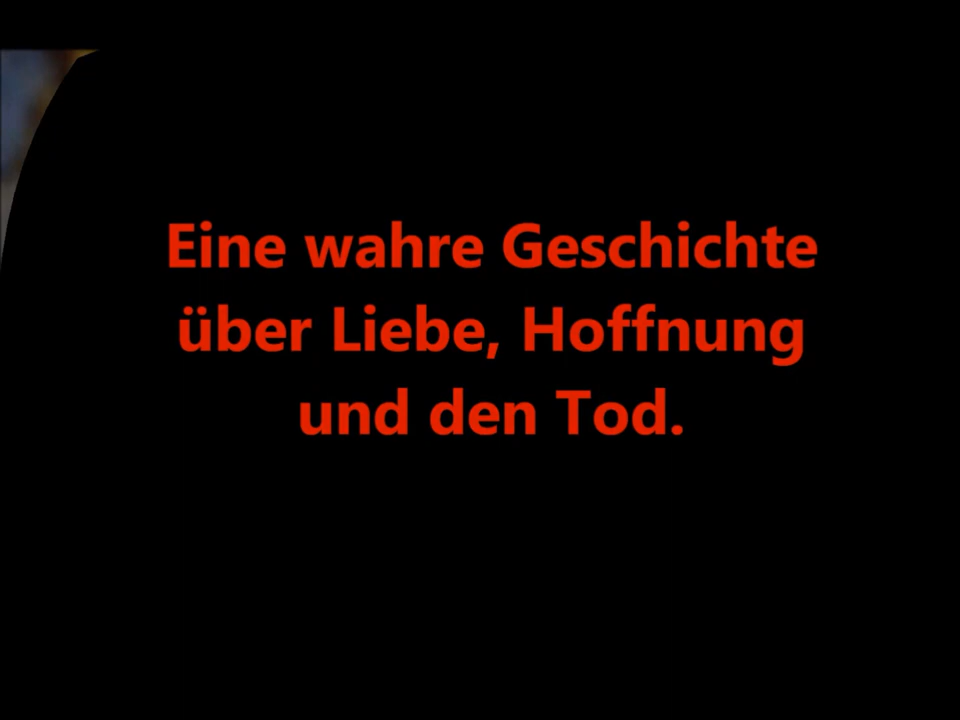 Eine wahre Geschichte
über Liebe, Hoffnung
und den Tod.